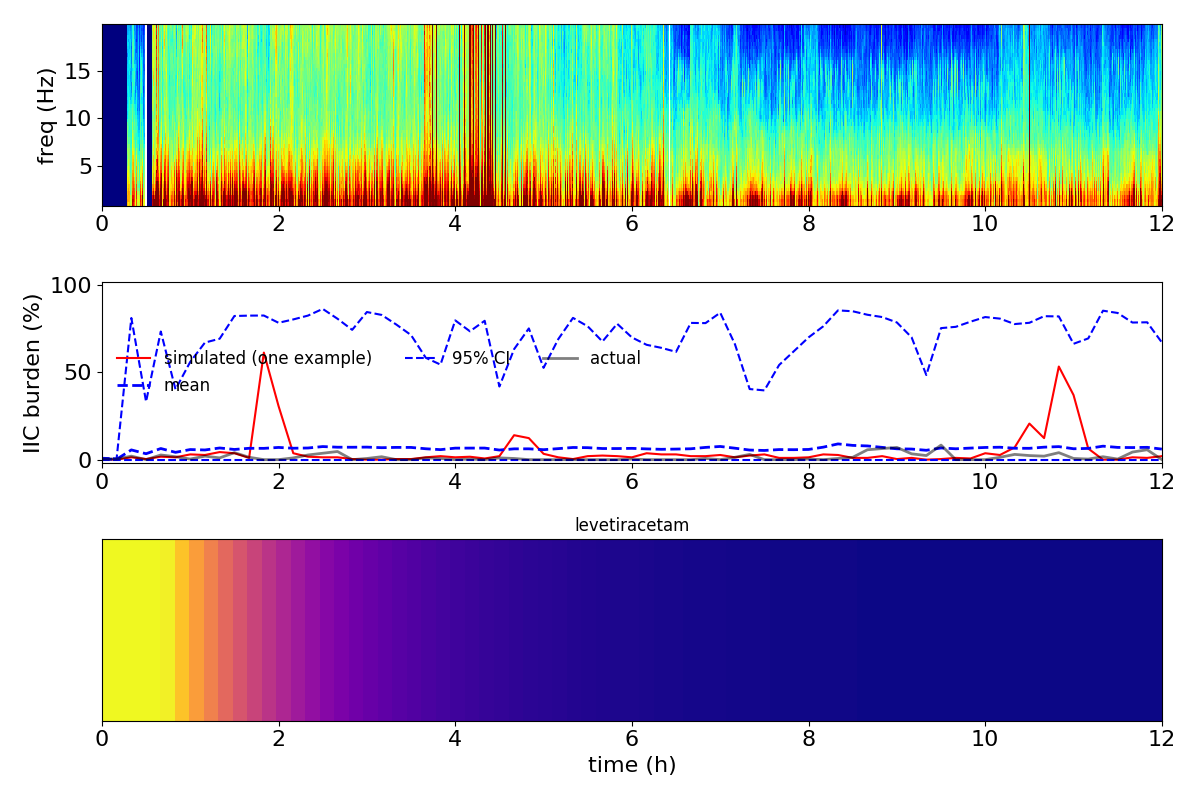 freq (Hz)
15
10
5
0 2 4 6 8 10 12
IIC burden (%)
100
50
0
simulated (one example) 95% CI actual
mean
0 2 4 6 8 10 12
levetiracetam
0 2 4 6 8 10 12
time (h)